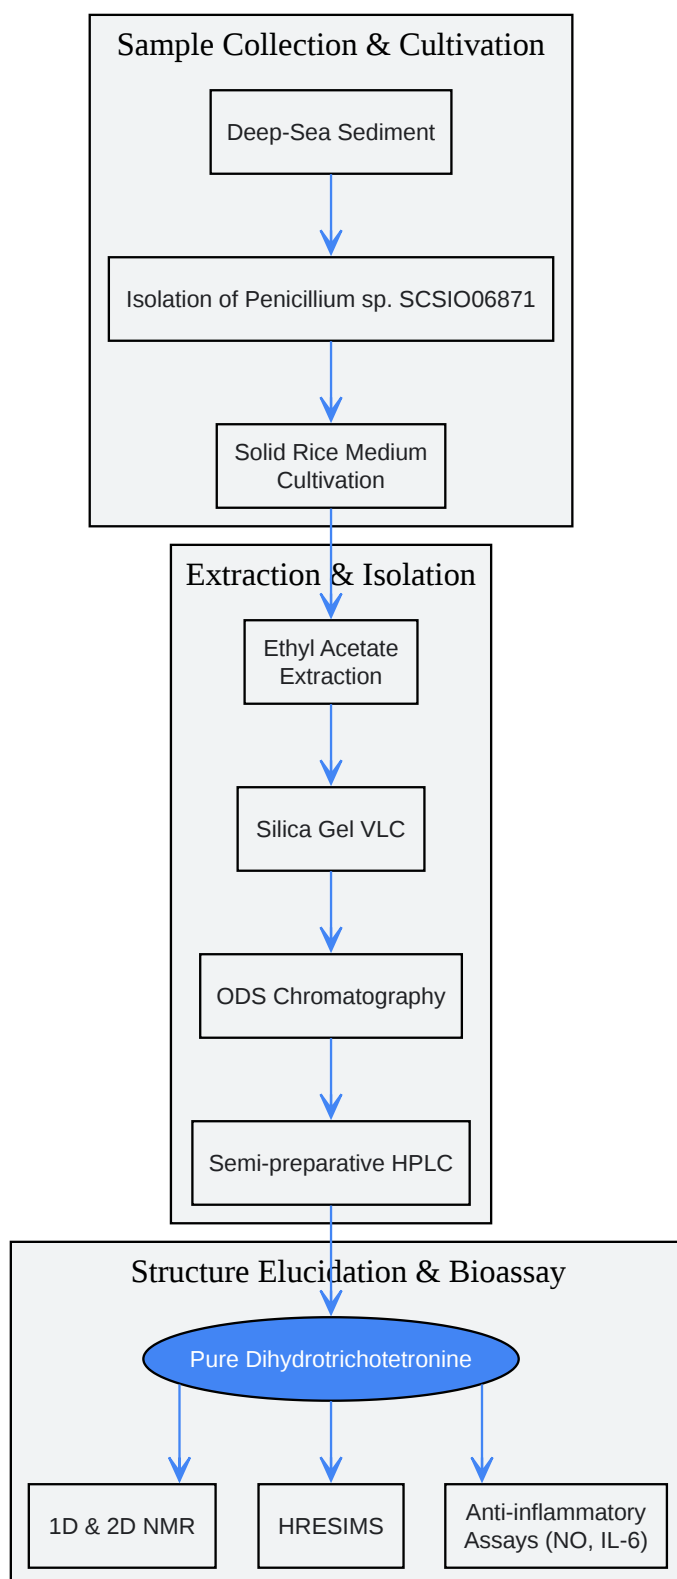 Sample Collection & Cultivation
Deep-Sea Sediment
Isolation of Penicillium sp. SCSIO06871
Solid Rice Medium
Cultivation
Extraction & Isolation
Ethyl Acetate
Extraction
Silica Gel VLC
ODS Chromatography
Semi-preparative HPLC
Structure Elucidation & Bioassay
Pure Dihydrotrichotetronine
1D & 2D NMR
HRESIMS
Anti-inflammatory
Assays (NO, IL-6)